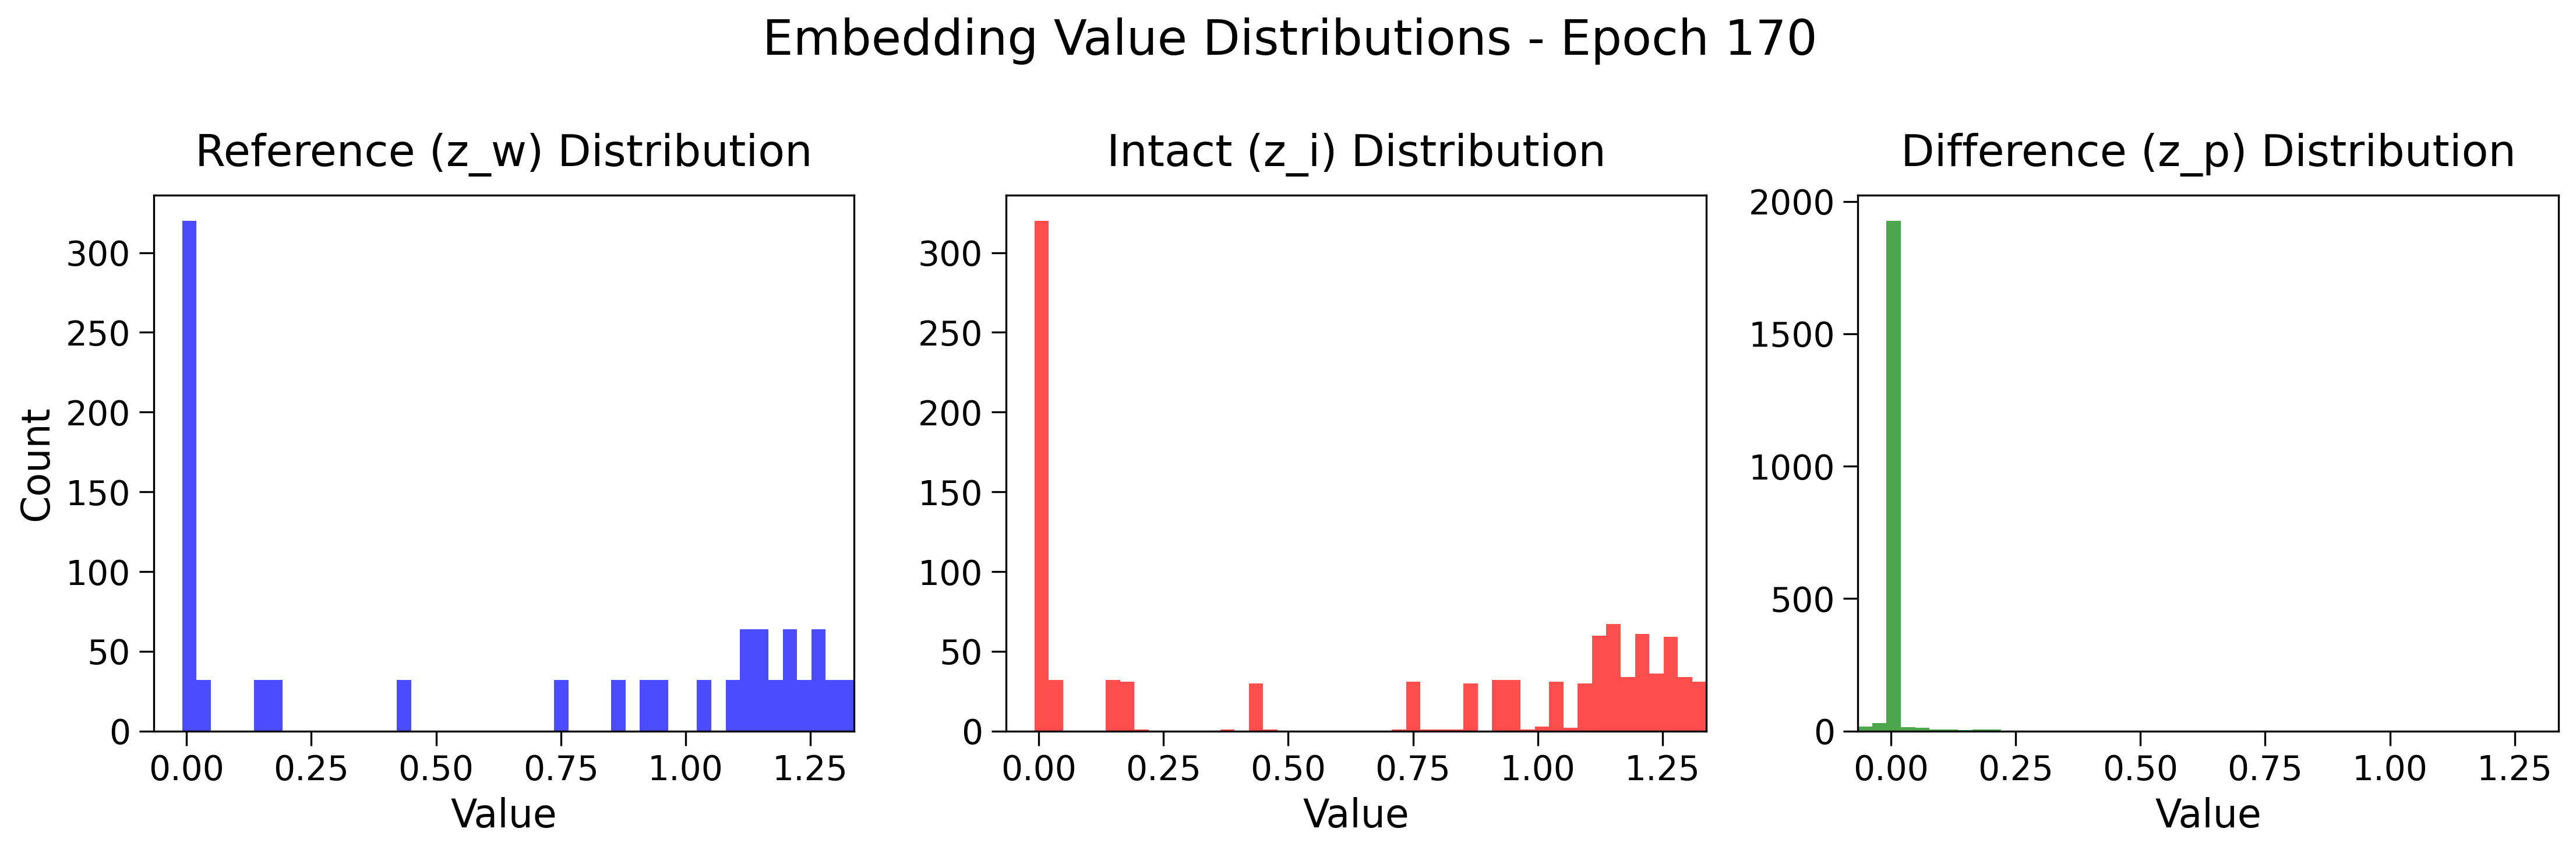 Embedding Value Distributions - Epoch 170
Reference (z_w) Distribution
Intact (z_i) Distribution
Difference (z_p) Distribution
Count
300
250
200
150
100
50
0
0.00 0.25 0.50 0.75 1.00 1.25
Value
300
250
200
150
100
50
0
0.00 0.25 0.50 0.75 1.00 1.25
Value
2000
1500
1000
500
0
0.00 0.25 0.50 0.75 1.00 1.25
Value